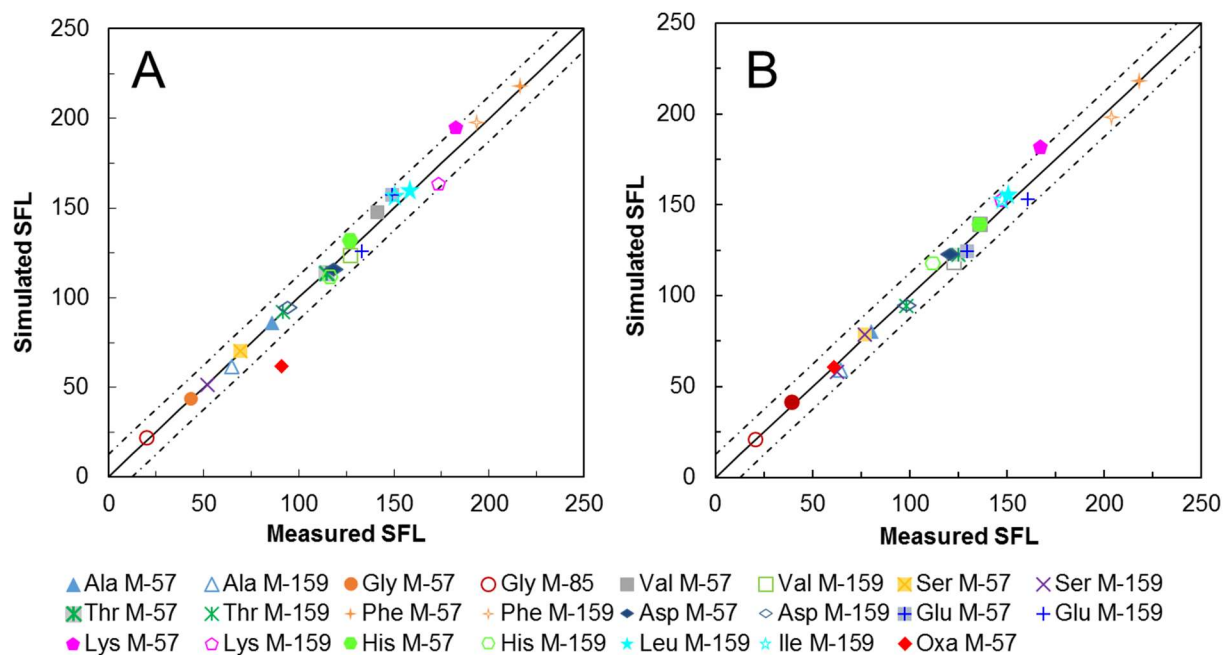 A
250
200
150
100
50
0
Simulated SFL
0 50 100 150 200 250
Measured SFL
B
250
200
150
100
50
0
Simulated SFL
0 50 100 150 200 250
Measured SFL
Ala M-57 Ala M-159 Gly M-57 Gly M-85 Val M-57 Val M-159 Ser M-57 Ser M-159
Thr M-57 Thr M-159 Phe M-57 Phe M-159 Asp M-57 Asp M-159 Glu M-57 Glu M-159
Lys M-57 Lys M-159 His M-57 His M-159 Leu M-159 Ile M-159 Oxa M-57